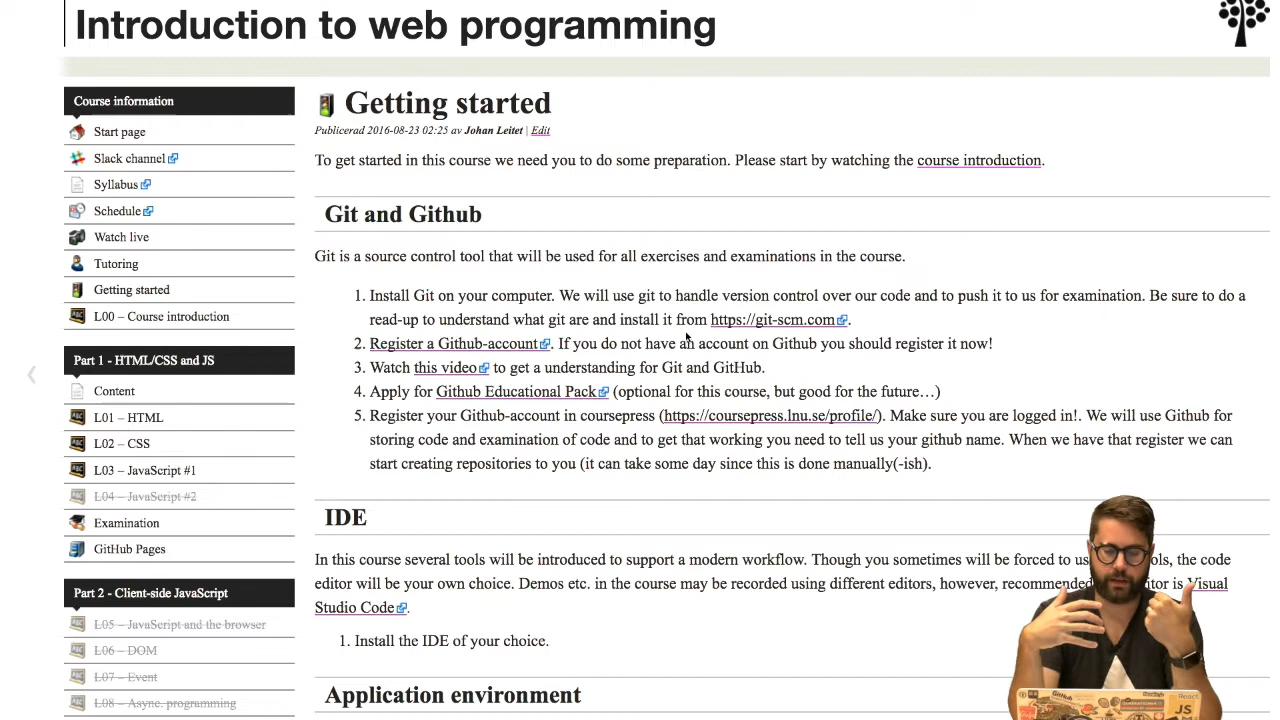 Introduction to web programming
Course information
Start page
Slack channel
Syllabus
Schedule
Watch live
Tutoring
Getting started
L00 – Course introduction
Part 1 - HTML/CSS and JS
Content
L01 – HTML
L02 – CSS
L03 – JavaScript #1
L04 – JavaScript #2
Examination
GitHub Pages
Part 2 - Client-side JavaScript
L05 – JavaScript and the browser
L06 – DOM
L07 – Event
L08 – Async. programming
Getting started
Publicerad 2016-08-23 02:25 av Johan Leitet | Edit
To get started in this course we need you to do some preparation. Please start by watching the course introduction.
Git and Github
Git is a source control tool that will be used for all exercises and examinations in the course.
1. Install Git on your computer. We will use git to handle version control over our code and to push it to us for examination. Be sure to do a
read-up to understand what git are and install it from https://git-scm.com.
2. Register a Github-account. If you do not have an account on Github you should register it now!
3. Watch this video to get a understanding for Git and GitHub.
4. Apply for Github Educational Pack (optional for this course, but good for the future…)
5. Register your Github-account in coursepress (https://coursepress.lnu.se/profile/). Make sure you are logged in!. We will use Github for
storing code and examination of code and to get that working you need to tell us your github name. When we have that register we can
start creating repositories to you (it can take some day since this is done manually(-ish).
IDE
In this course several tools will be introduced to support a modern workflow. Though you sometimes will be forced to us ols, the code
editor will be your own choice. Demos etc. in the course may be recorded using different editors, however, recommended itor is Visual
Studio Code.
1. Install the IDE of your choice.
Application environment
GitHub
React
JS